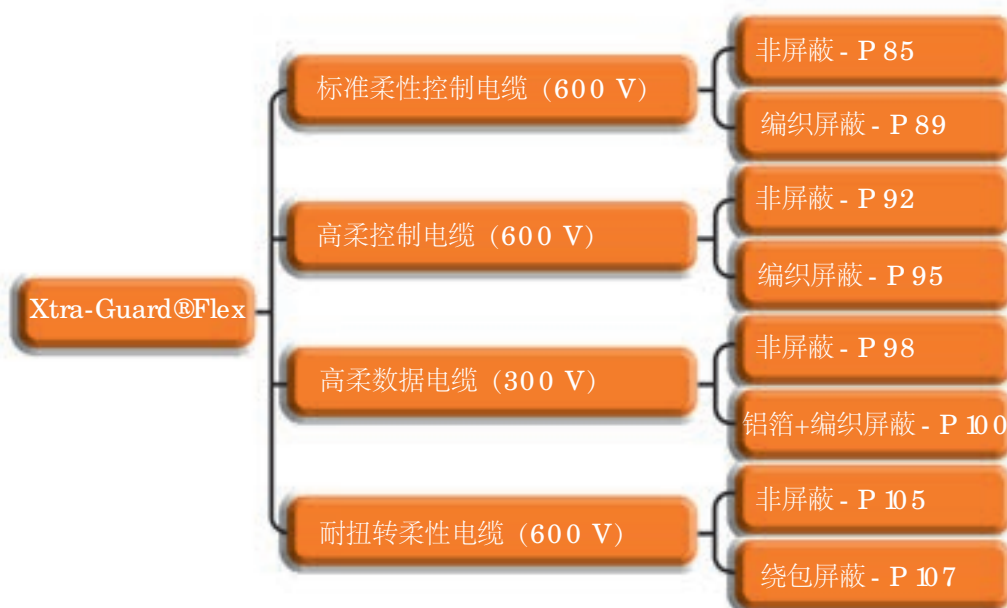 Xtra-Guard®Flex
标准柔性控制电缆 (600 V)
非屏蔽 - P 85
编织屏蔽 - P 89
高柔控制电缆 (600 V)
非屏蔽 - P 92
编织屏蔽 - P 95
高柔数据电缆 (300 V)
非屏蔽 - P 98
铝箔+编织屏蔽 - P 100
耐扭转柔性电缆 (600 V)
非屏蔽 - P 105
绕包屏蔽 - P 107